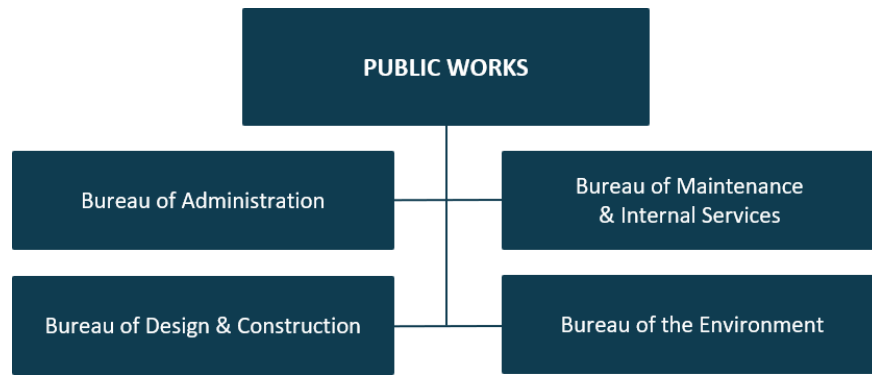 PUBLIC WORKS
Bureau of Administration
Bureau of Maintenance
& Internal Services
Bureau of Design & Construction
Bureau of the Environment